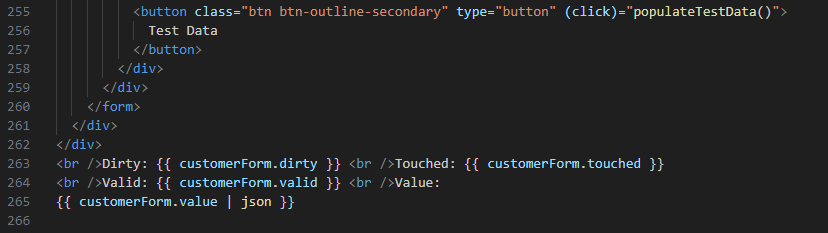 255 <button class="btn btn-outline-secondary" type="button" (click)="populateTestData()">
256 Test Data
257 </button>
258 </div>
259 </div>
260 </form>
261 </div>
262 </div>
263 <br />Dirty: {{ customerForm.dirty }} <br />Touched: {{ customerForm.touched }}
264 <br />Valid: {{ customerForm.valid }} <br />Value:
265 {{ customerForm.value | json }}
266